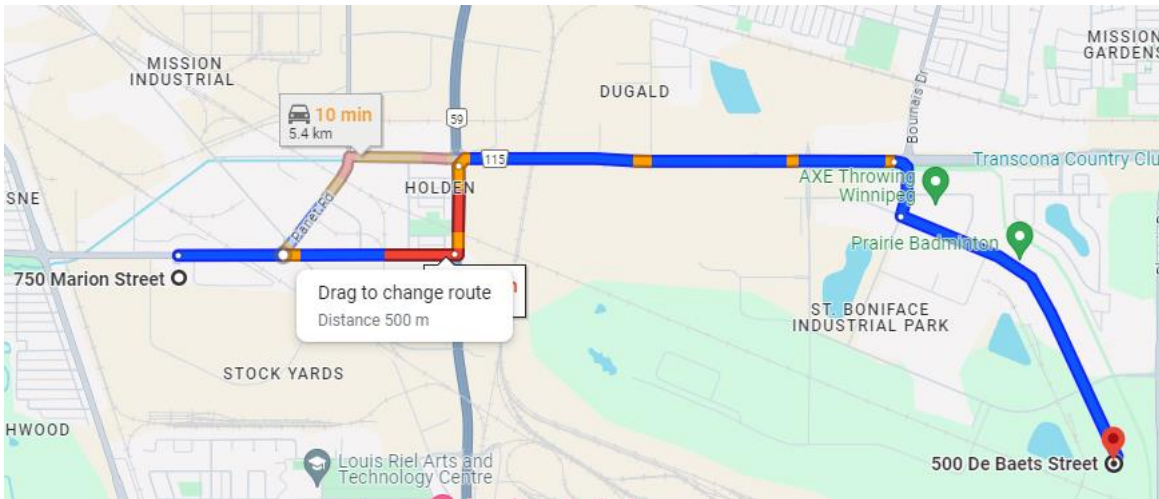 MISSION
INDUSTRIAL
MISSION
GARDENS
DUGALD
Bournais Dr
10 min
5.4 km
59
115
Transcona Country Clu
AXE Throwing
Winnipeg
HOLDEN
SNE
Panet Rd
Prairie Badminton
750 Marion Street
n
Drag to change route
Distance 500 m
ST. BONIFACE
INDUSTRIAL PARK
STOCK YARDS
HWOOD
Louis Riel Arts and
Technology Centre
500 De Baets Street